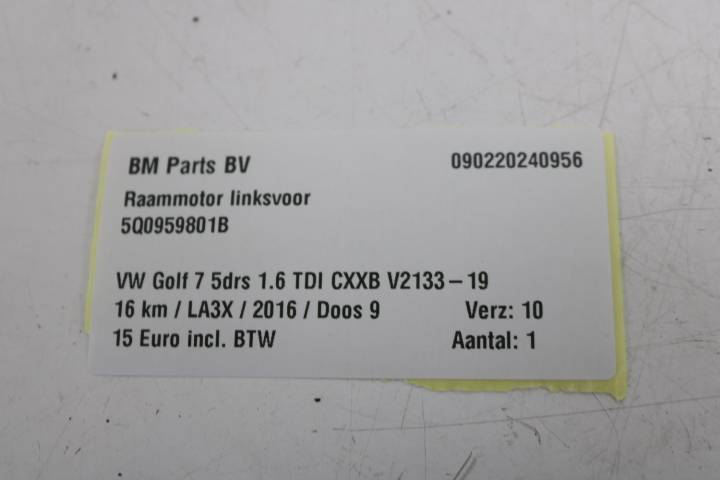 BM Parts BV 090220240956
Raammotor linksvoor
5Q0959801B
VW Golf 7 5drs 1.6 TDI CXXB V2133 – 19
16 km / LA3X / 2016 / Doos 9 Verz: 10
15 Euro incl. BTW Aantal: 1